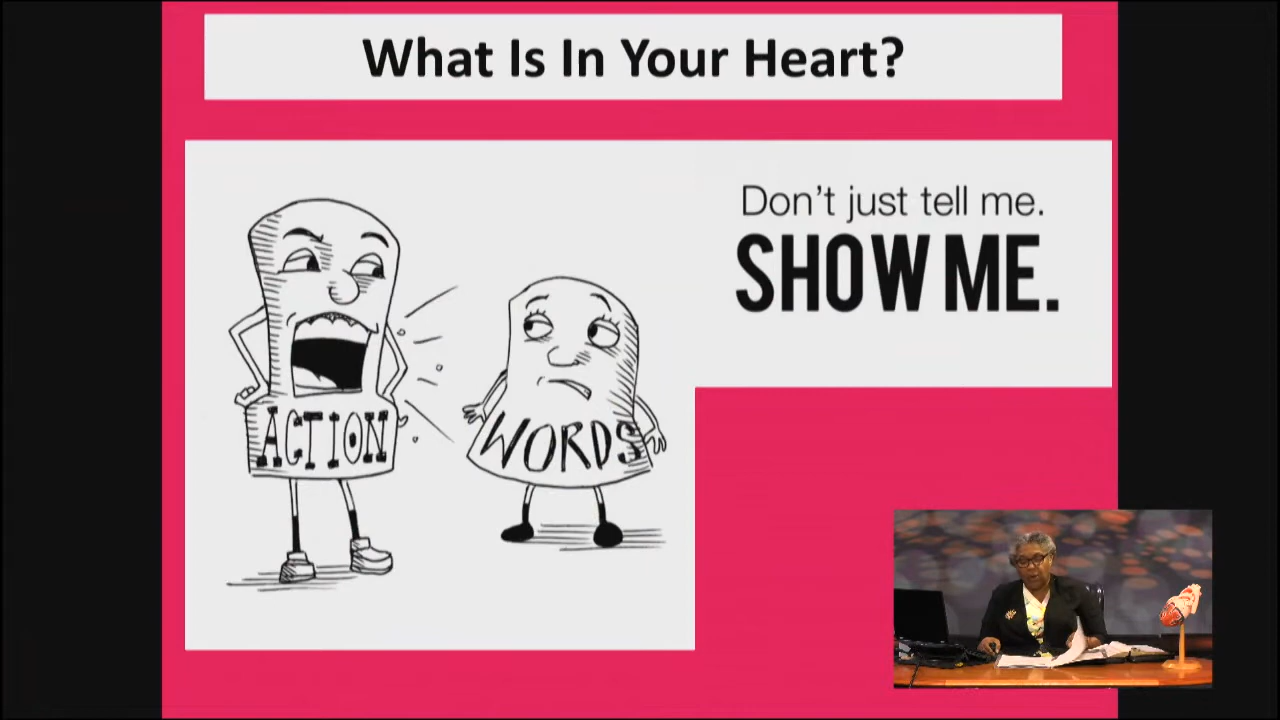 What Is In Your Heart?
Don't just tell me.
SHOW ME.
ACTION
WORDS